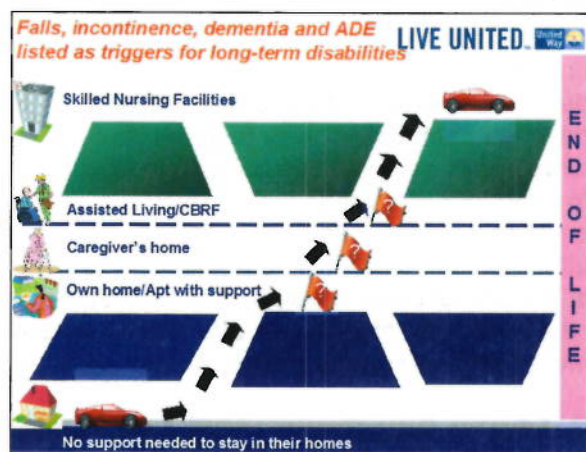 Falls, incontinence, dementia and ADE
listed as triggers for long-term disabilities
LIVE UNITED
United
Way
Skilled Nursing Facilities
Assisted Living/CBRF
Caregiver's home
Own home/Apt with support
No support needed to stay in their homes
END OF LIFE